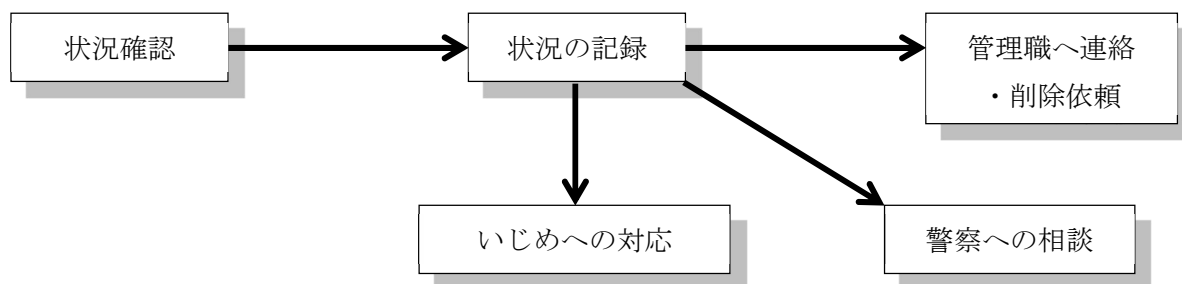 状況確認
状況の記録
管理職へ連絡
・削除依頼
いじめへの対応
警察への相談